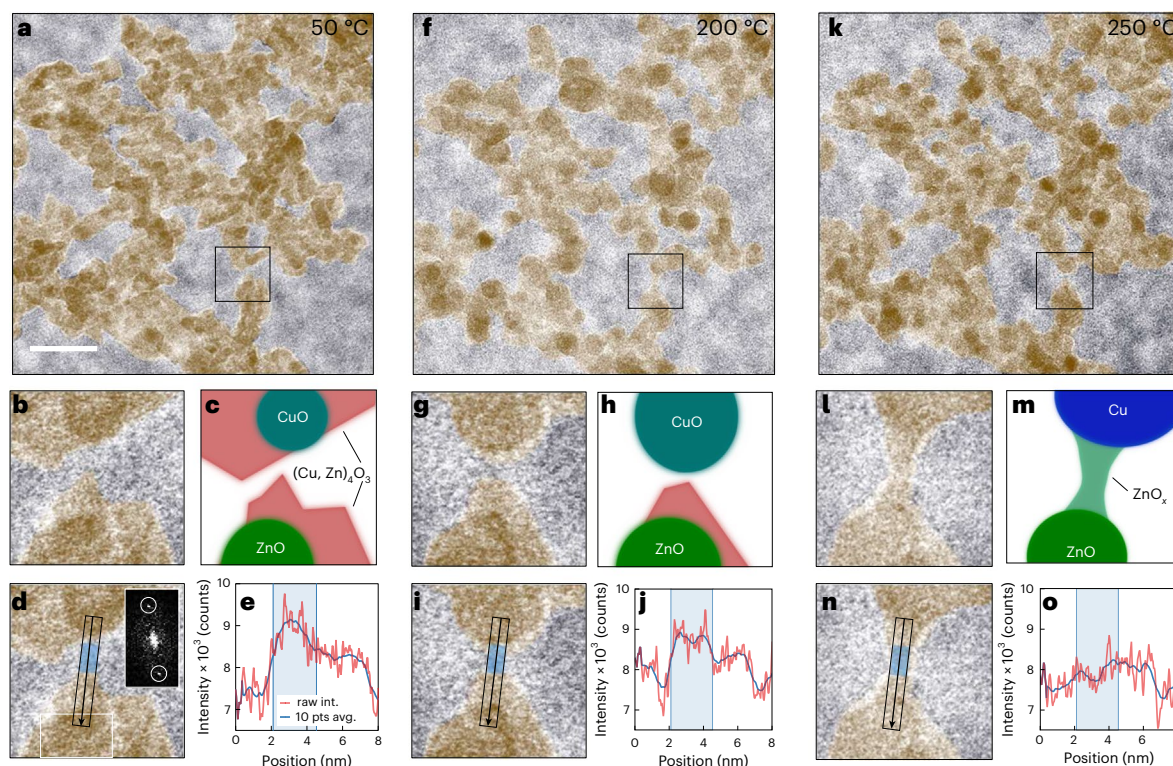 a 50 °C
f 200 °C
k 250 °C
b
c
CuO
(Cu, Zn)4O3
ZnO
g
h
CuO
ZnO
l
m
Cu
ZnOx
ZnO
d
e
Intensity × 10³ (counts)
10
9
8
7
raw int.
10 pts avg.
0 2 4 6 8
Position (nm)
i
j
Intensity × 10³ (counts)
10
9
8
7
0 2 4 6 8
Position (nm)
n
o
Intensity × 10³ (counts)
10
9
8
7
0 2 4 6 8
Position (nm)